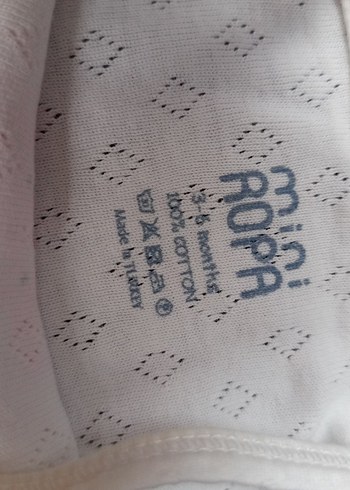 mini
ROPA
3-6 months
100% COTTON
Made in TURKEY